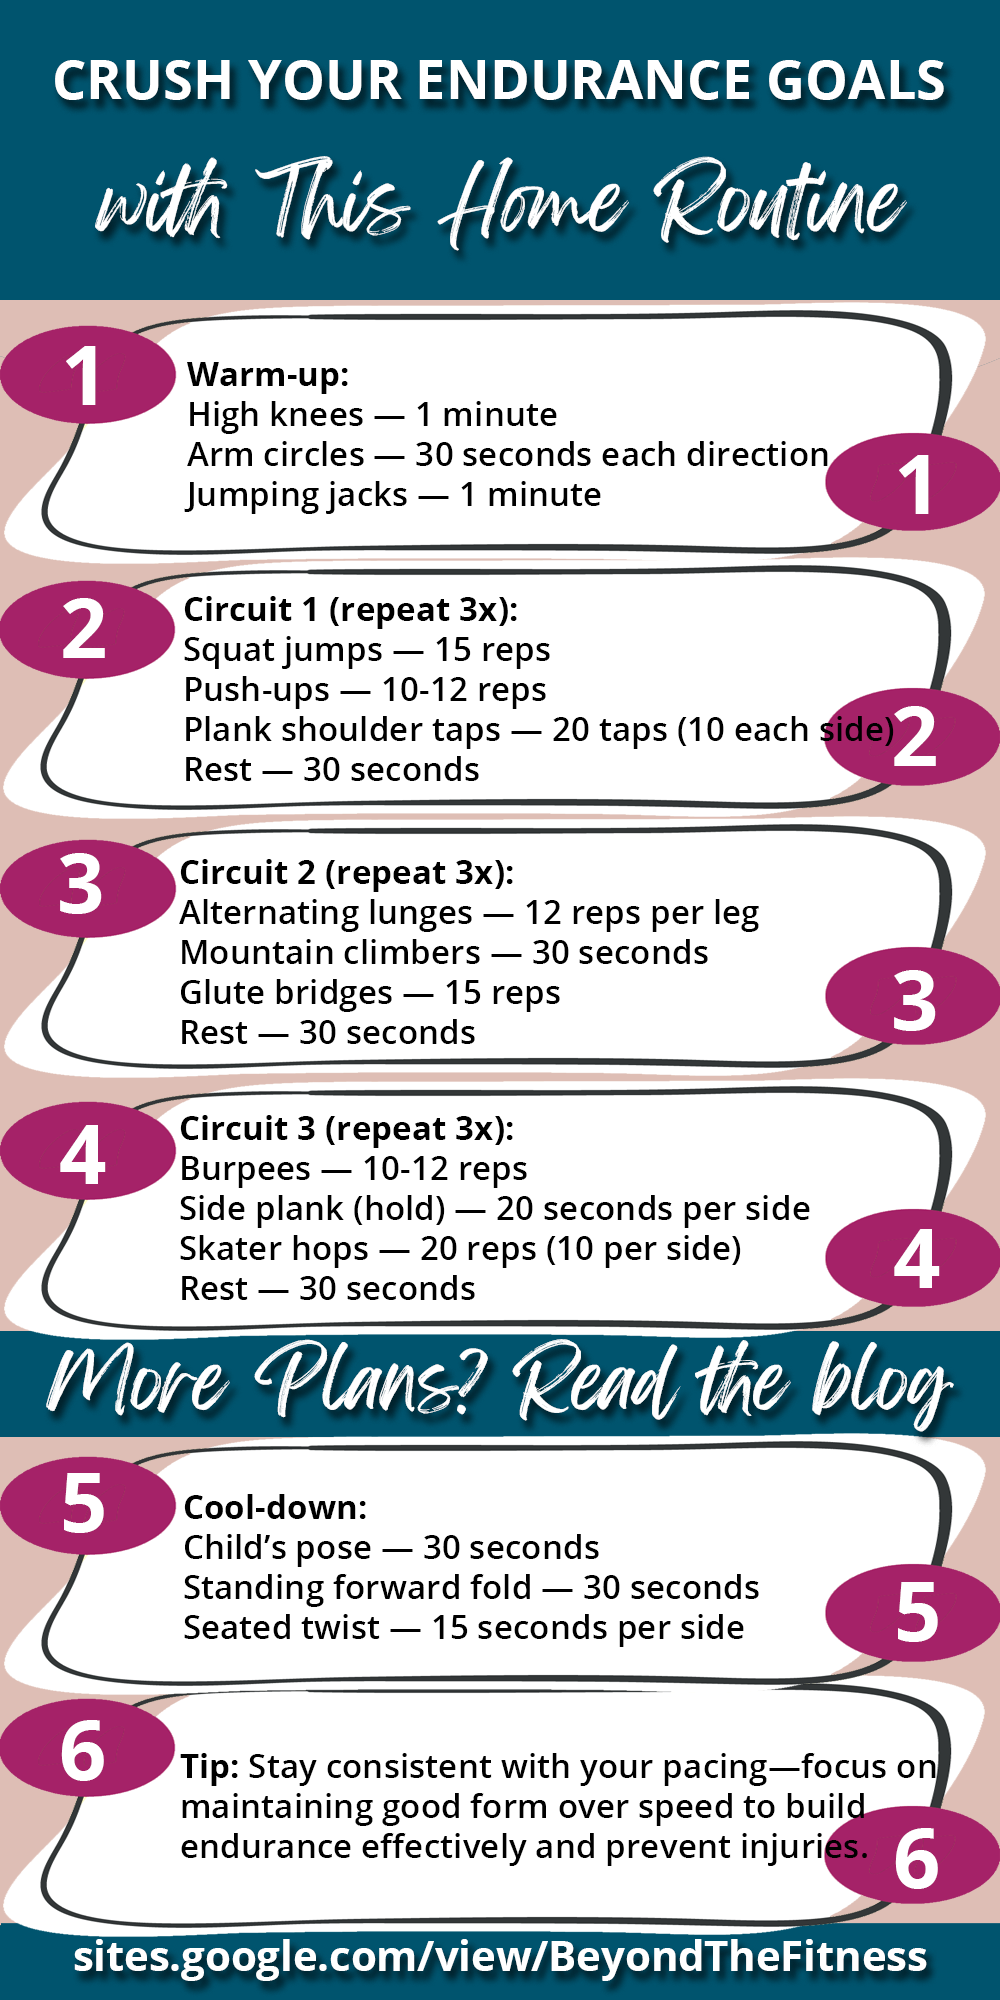 CRUSH YOUR ENDURANCE GOALS
with This Home Routine
1
Warm-up:
High knees — 1 minute
Arm circles — 30 seconds each direction
Jumping jacks — 1 minute
1
2
Circuit 1 (repeat 3x):
Squat jumps — 15 reps
Push-ups — 10-12 reps
Plank shoulder taps — 20 taps (10 each side)
Rest — 30 seconds
2
3
Circuit 2 (repeat 3x):
Alternating lunges — 12 reps per leg
Mountain climbers — 30 seconds
Glute bridges — 15 reps
Rest — 30 seconds
3
4
Circuit 3 (repeat 3x):
Burpees — 10-12 reps
Side plank (hold) — 20 seconds per side
Skater hops — 20 reps (10 per side)
Rest — 30 seconds
4
More Plans? Read the blog
5
Cool-down:
Child’s pose — 30 seconds
Standing forward fold — 30 seconds
Seated twist — 15 seconds per side
5
6
Tip: Stay consistent with your pacing—focus on
maintaining good form over speed to build
endurance effectively and prevent injuries.
6
sites.google.com/view/BeyondTheFitness